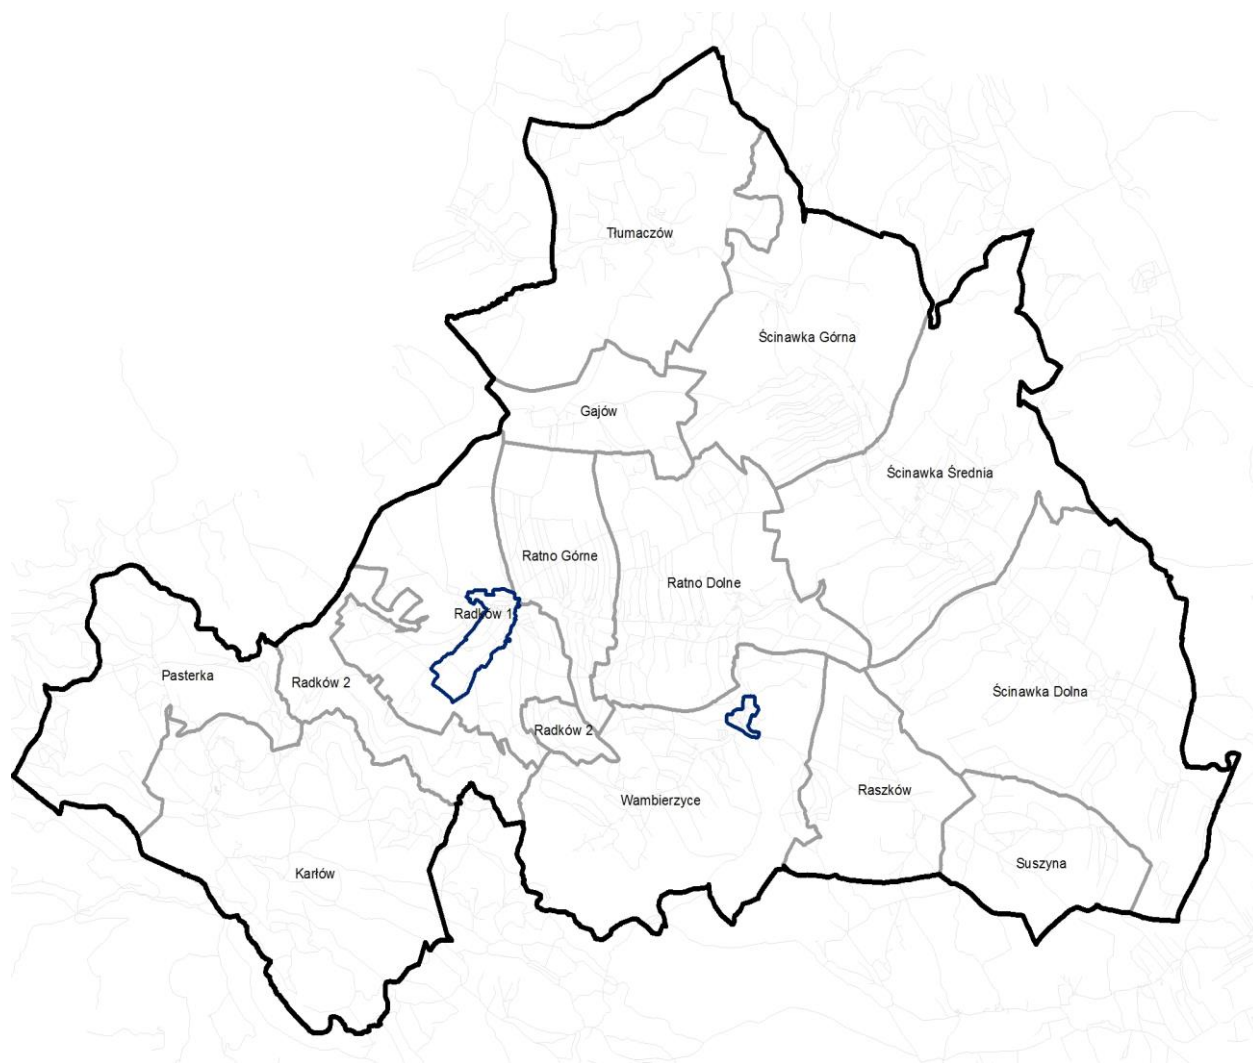 Tłumaczów
Ścinawka Górna
Gajów
Ścinawka Średnia
Ratno Górne
Ratno Dolne
Radków 1
Pasterka
Radków 2
Ścinawka Dolna
Radków 2
Wambierzyce
Raszków
Karłów
Suszyna